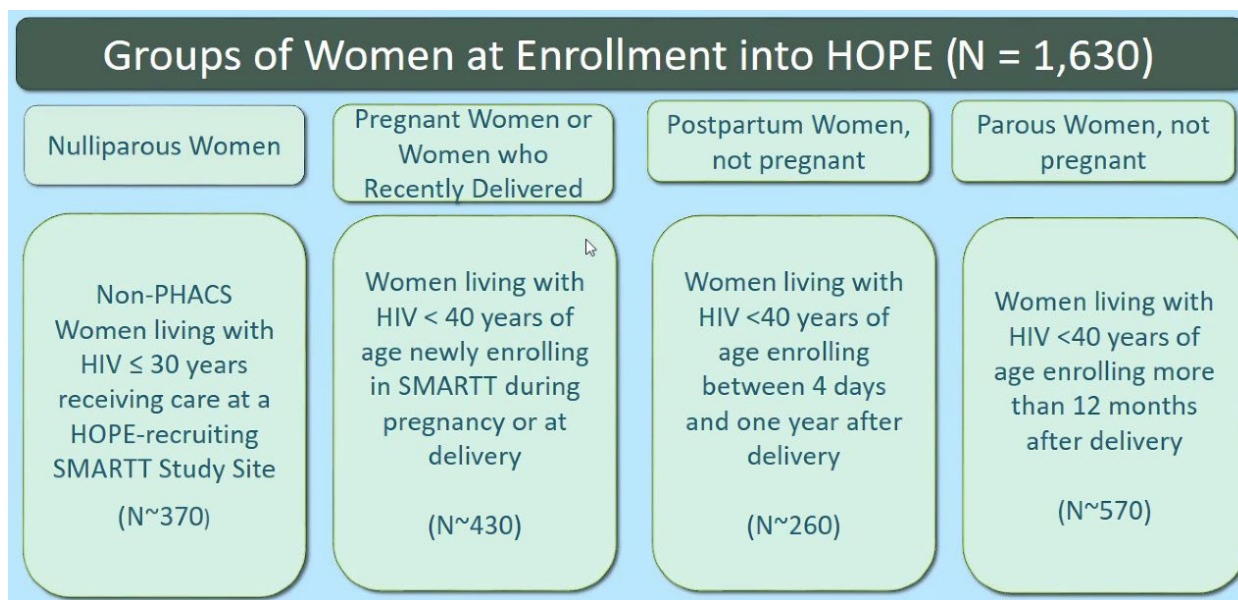 Groups of Women at Enrollment into HOPE (N = 1,630)
Nulliparous Women
Non-PHACS
Women living with
HIV ≤ 30 years
receiving care at a
HOPE-recruiting
SMARTT Study Site
(N~370)
Pregnant Women or
Women who
Recently Delivered
Women living with
HIV < 40 years of
age newly enrolling
in SMARTT during
pregnancy or at
delivery
(N~430)
Postpartum Women,
not pregnant
Women living with
HIV <40 years of
age enrolling
between 4 days
and one year after
delivery
(N~260)
Parous Women, not
pregnant
Women living with
HIV <40 years of
age enrolling more
than 12 months
after delivery
(N~570)